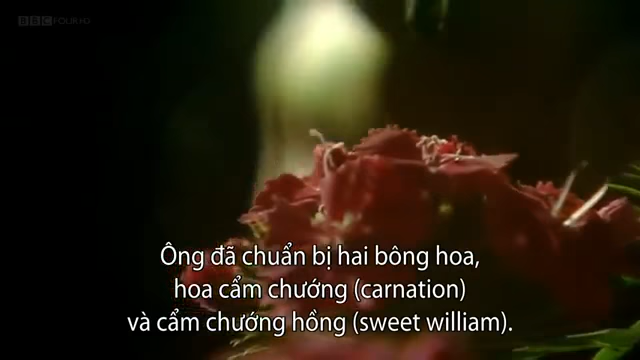 BBC FOUR HD
Ông đã chuẩn bị hai bông hoa,
hoa cẩm chướng (carnation)
và cẩm chướng hồng (sweet william).